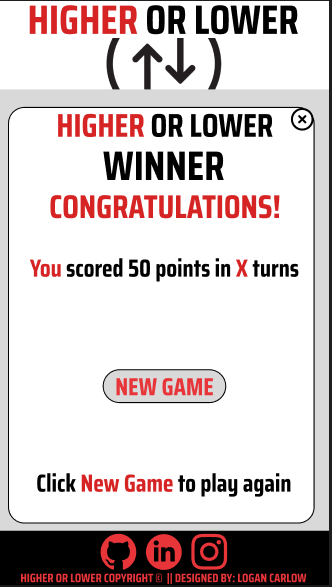 HIGHER OR LOWER
HIGHER OR LOWER
WINNER
CONGRATULATIONS!
You scored 50 points in X turns
NEW GAME
Click New Game to play again
in
HIGHER OR LOWER COPYRIGHT © || DESIGNED BY: LOGAN CARLOW